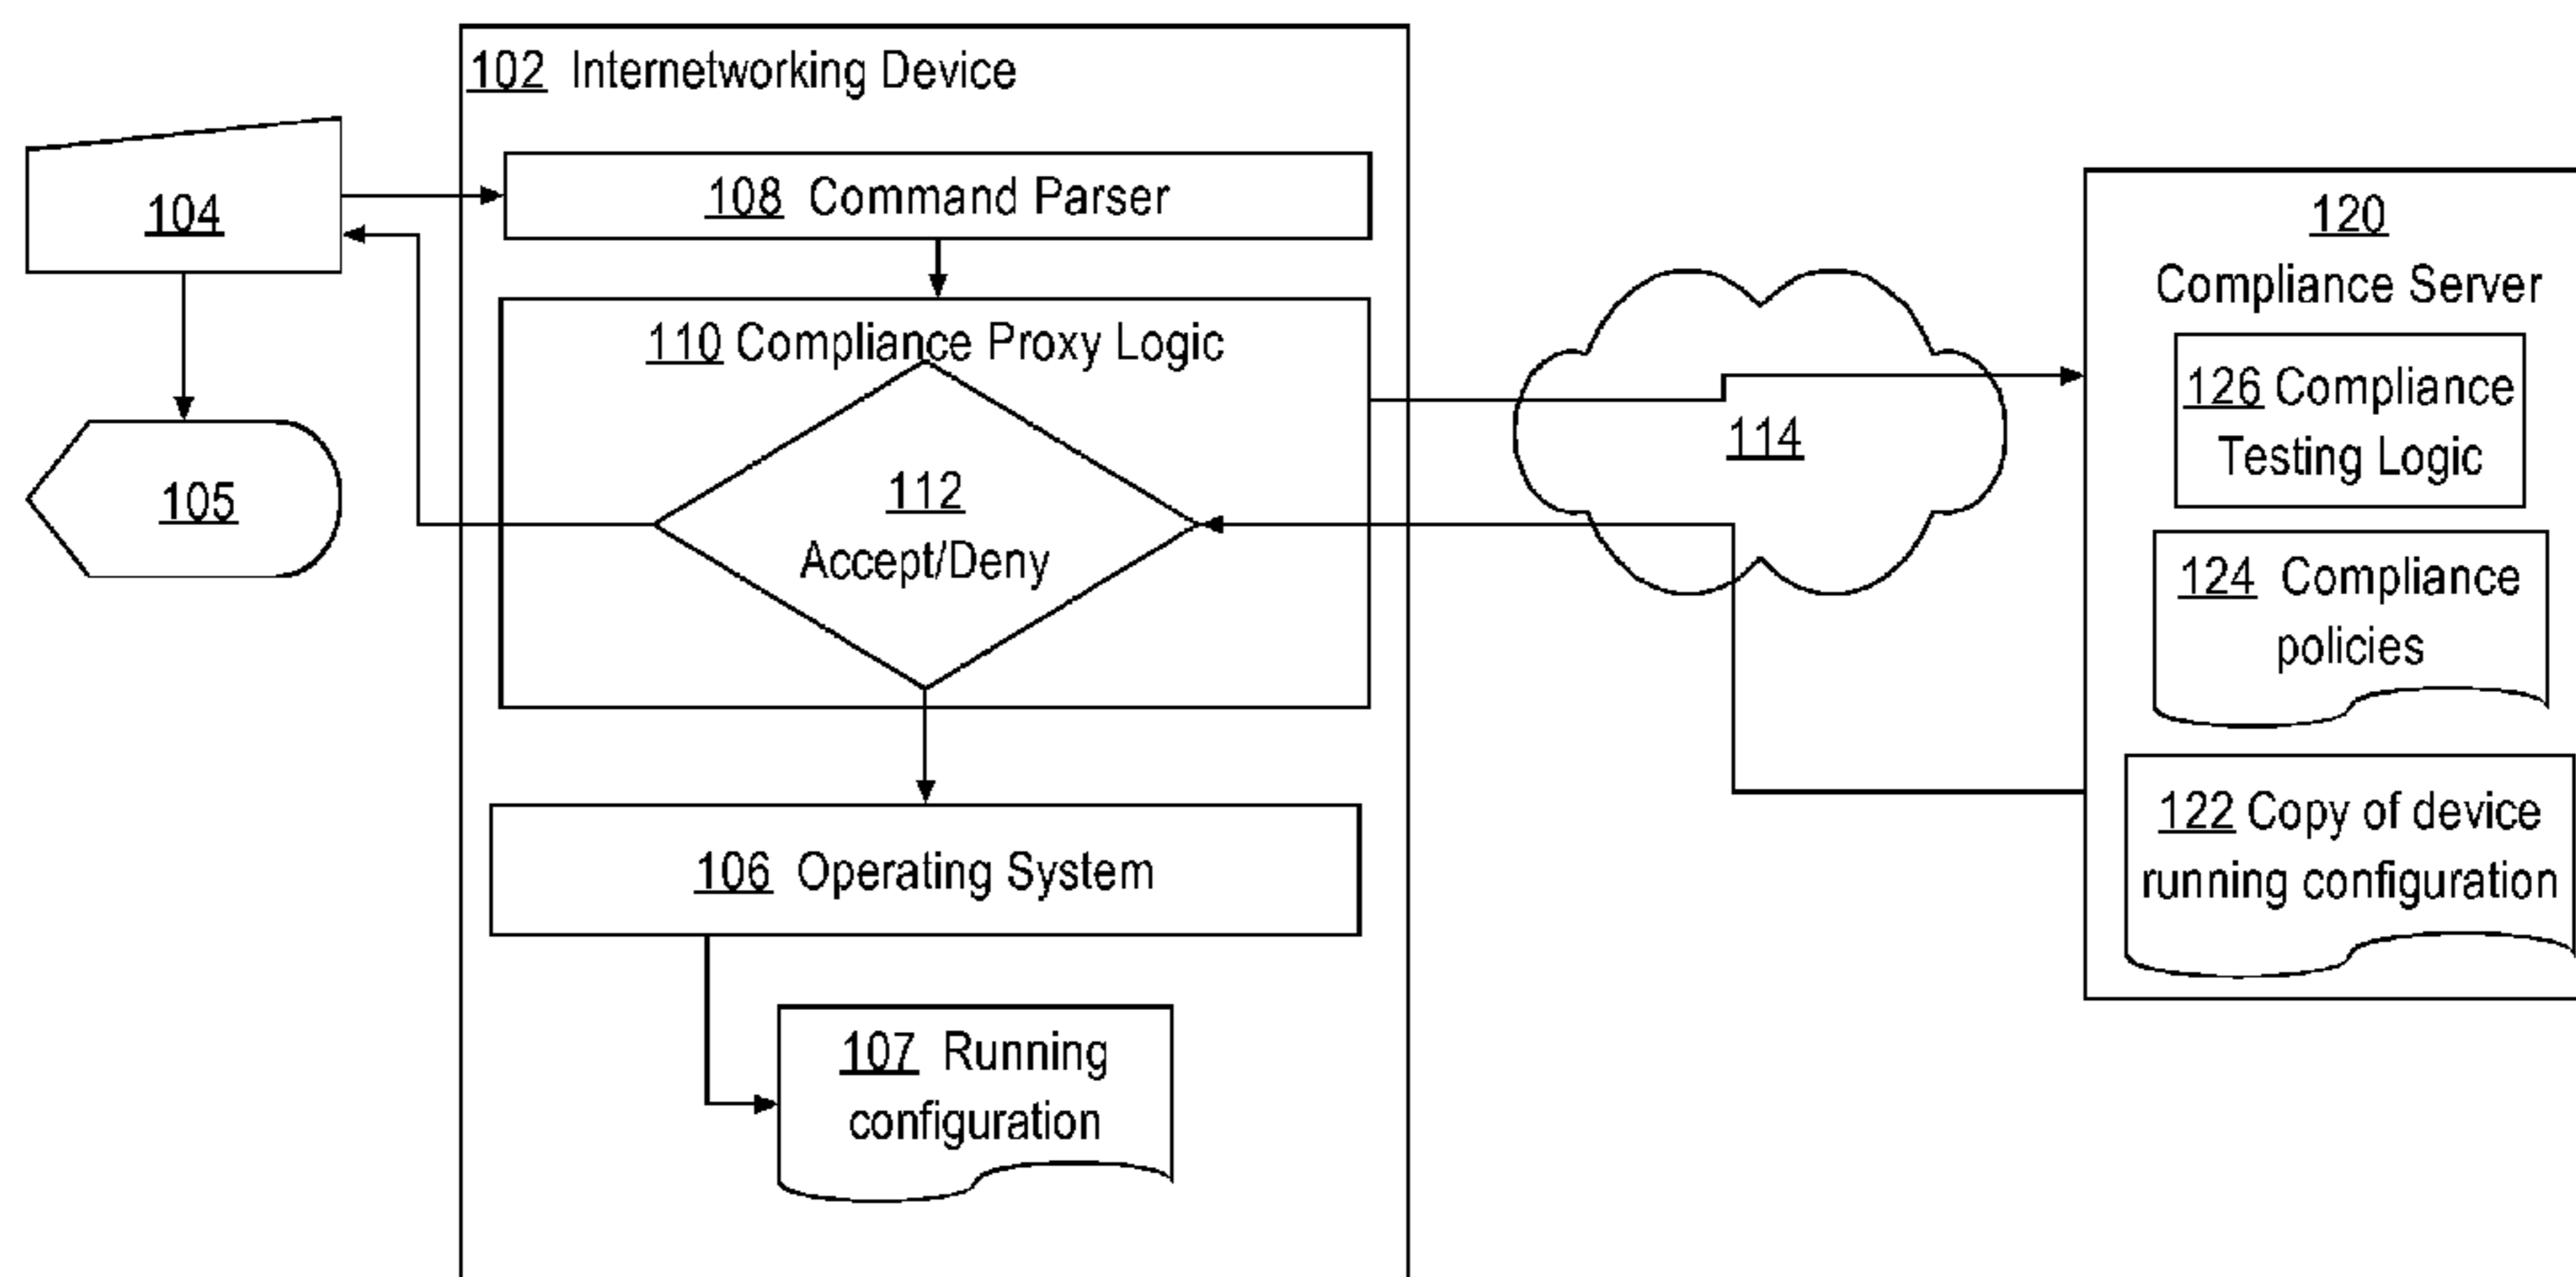 102 Internetworking Device
104
108 Command Parser
110 Compliance Proxy Logic
112
Accept/Deny
105
114
106 Operating System
107 Running
configuration
120
Compliance Server
126 Compliance
Testing Logic
124 Compliance
policies
122 Copy of device
running configuration